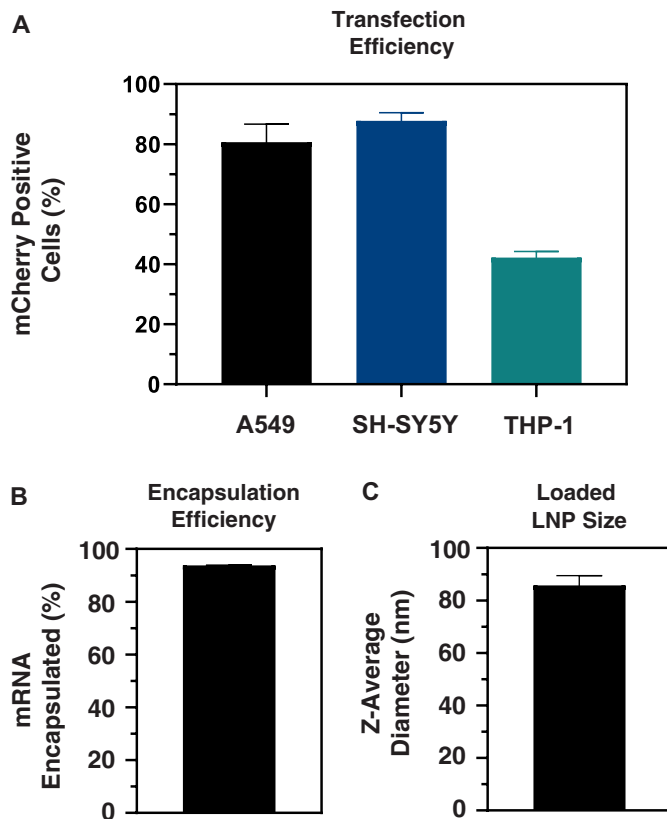 A
Transfection
Efficiency
mCherry Positive
Cells (%)
100
80
60
40
20
0
A549 SH-SY5Y THP-1
B
Encapsulation
Efficiency
mRNA
Encapsulated (%)
100
80
60
40
20
0
C
Loaded
LNP Size
Z-Average
Diameter (nm)
100
80
60
40
20
0